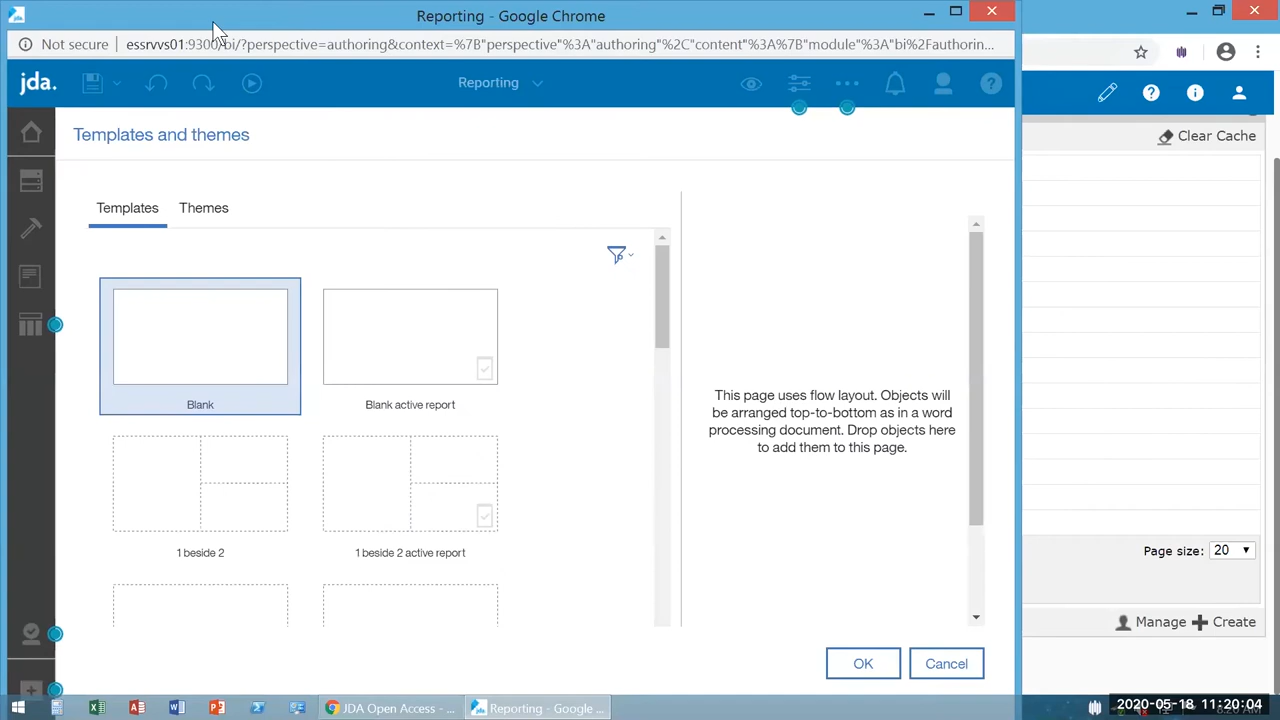 Reporting - Google Chrome
Not secure
essrvvs01:9300/bi/?perspective=authoring&context=%7B"perspective"%3A"authoring"%2C"content"%3A%7B"module"%3A"bi%2Fauthorin...
jda.
Reporting
Templates and themes
Clear Cache
Templates
Themes
Blank
Blank active report
This page uses flow layout. Objects will
be arranged top-to-bottom as in a word
processing document. Drop objects here
to add them to this page.
1 beside 2
1 beside 2 active report
Page size: 20
Manage
Create
OK
Cancel
JDA Open Access - ...
Reporting - Google ...
2020-05-18 11:20:04